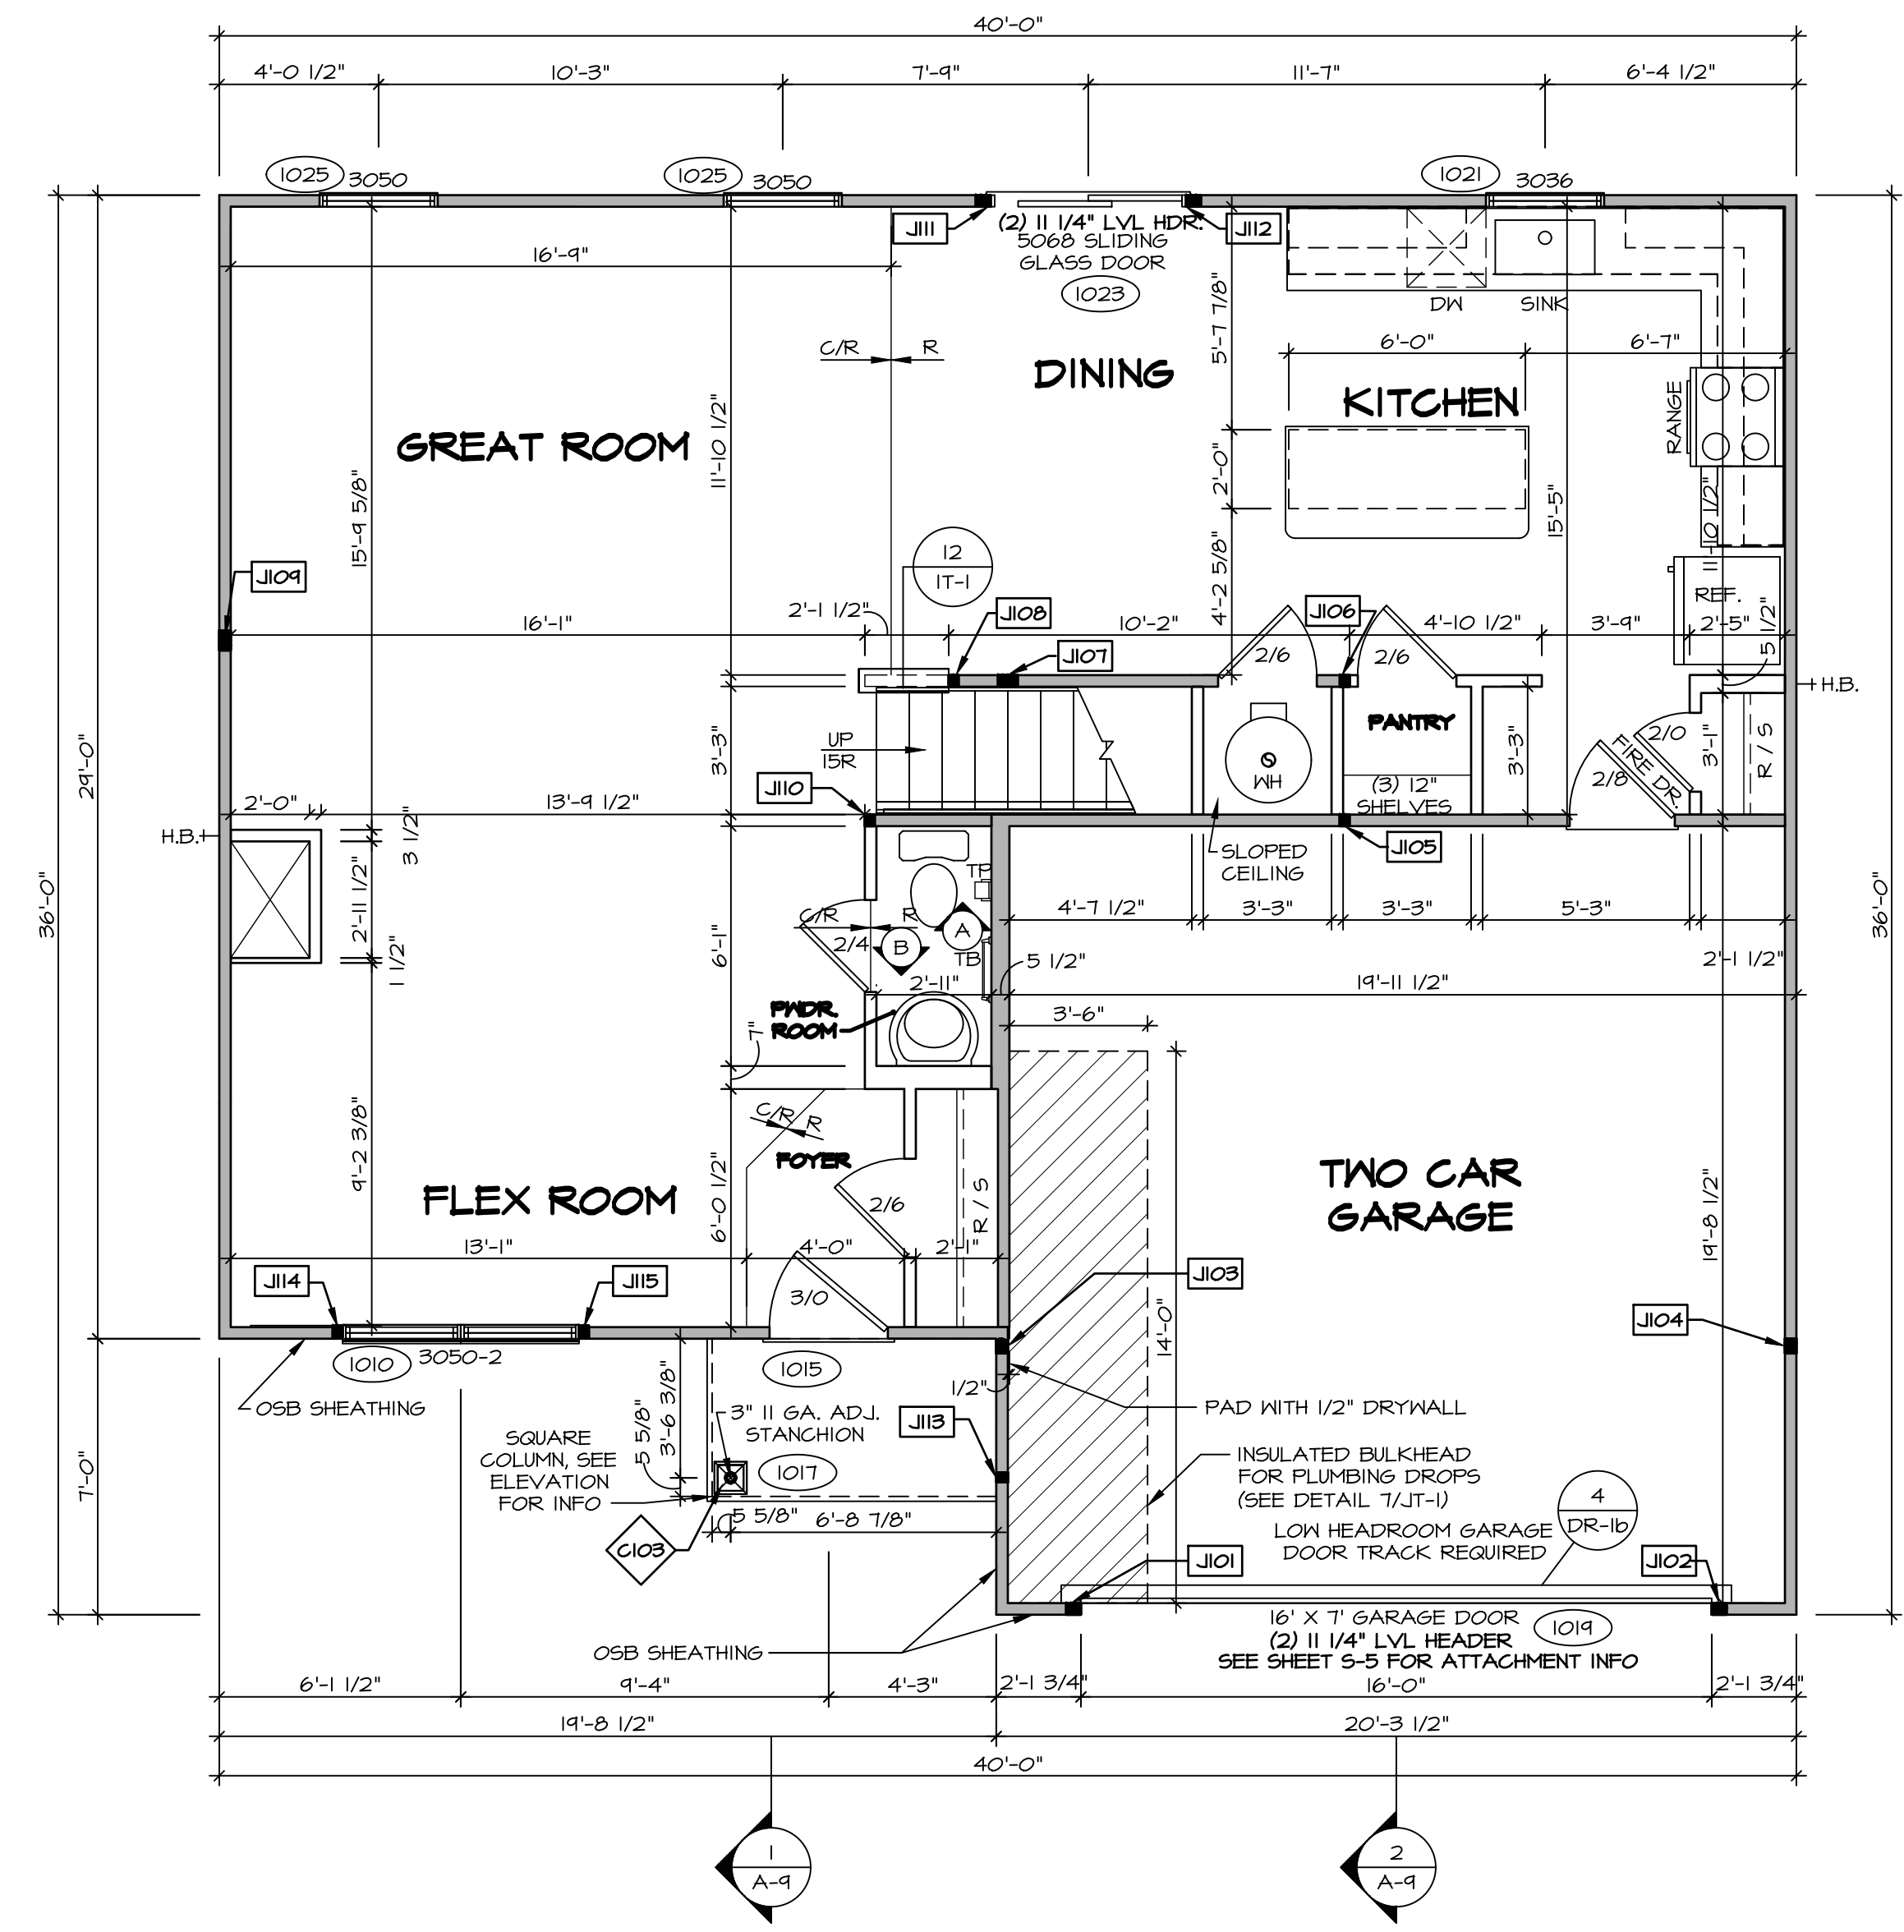 40'-0"
4'-0 1/2"
10'-3"
7'-9"
11'-7"
6'-4 1/2"
1025
3050
1025
3050
1021
3036
J111
(2) 11 1/4" LVL HDR.
J112
5068 SLIDING
GLASS DOOR
1023
16'-9"
DW
SINK
5'-7 7/8"
C/R
R
6'-0"
6'-7"
DINING
KITCHEN
RANGE
GREAT ROOM
11'-10 1/2"
15'-9 5/8"
2'-0"
15'-5"
11'-10 1/2"
12
1T-1
4'-2 5/8"
J109
REF.
2'-1 1/2"
J108
J106
16'-1"
10'-2"
4'-10 1/2"
3'-9"
2'-5"
5 1/2"
J107
2/6
2/6
H.B.
29'-0"
PANTRY
UP
15R
3'-3"
WH
3'-3"
2/0
3'-1"
R / S
FIRE DR.
2/8
J110
(3) 12"
SHELVES
2'-0"
13'-9 1/2"
H.B.
3 1/2"
J105
SLOPED
CEILING
TP
36'-0"
2'-11 1/2"
4'-7 1/2"
3'-3"
3'-3"
5'-3"
36'-0"
C/R
R
A
2/4
B
6'-1"
TB
1 1/2"
5 1/2"
2'-1 1/2"
2'-11"
19'-11 1/2"
PWDR.
ROOM
3'-6"
7"
C/R
R
9'-2 3/8"
FOYER
TWO CAR
GARAGE
FLEX ROOM
6'-0 1/2"
2/6
R / S
19'-8 1/2"
13'-1"
4'-0"
2'-1"
J114
J115
3/0
J103
14'-0"
J104
1010
3050-2
1015
OSB SHEATHING
1/2"
PAD WITH 1/2" DRYWALL
5 5/8"
3'-6 3/8"
3" 11 GA. ADJ.
STANCHION
J113
SQUARE
COLUMN, SEE
ELEVATION
FOR INFO
1017
INSULATED BULKHEAD
FOR PLUMBING DROPS
(SEE DETAIL 7/JT-1)
7'-0"
4
DR-1b
5 5/8"
6'-8 7/8"
LOW HEADROOM GARAGE
DOOR TRACK REQUIRED
C103
J101
J102
16' X 7' GARAGE DOOR
1019
(2) 11 1/4" LVL HEADER
SEE SHEET S-5 FOR ATTACHMENT INFO
OSB SHEATHING
6'-1 1/2"
9'-4"
4'-3"
2'-1 3/4"
16'-0"
2'-1 3/4"
19'-8 1/2"
20'-3 1/2"
40'-0"
1
A-9
2
A-9